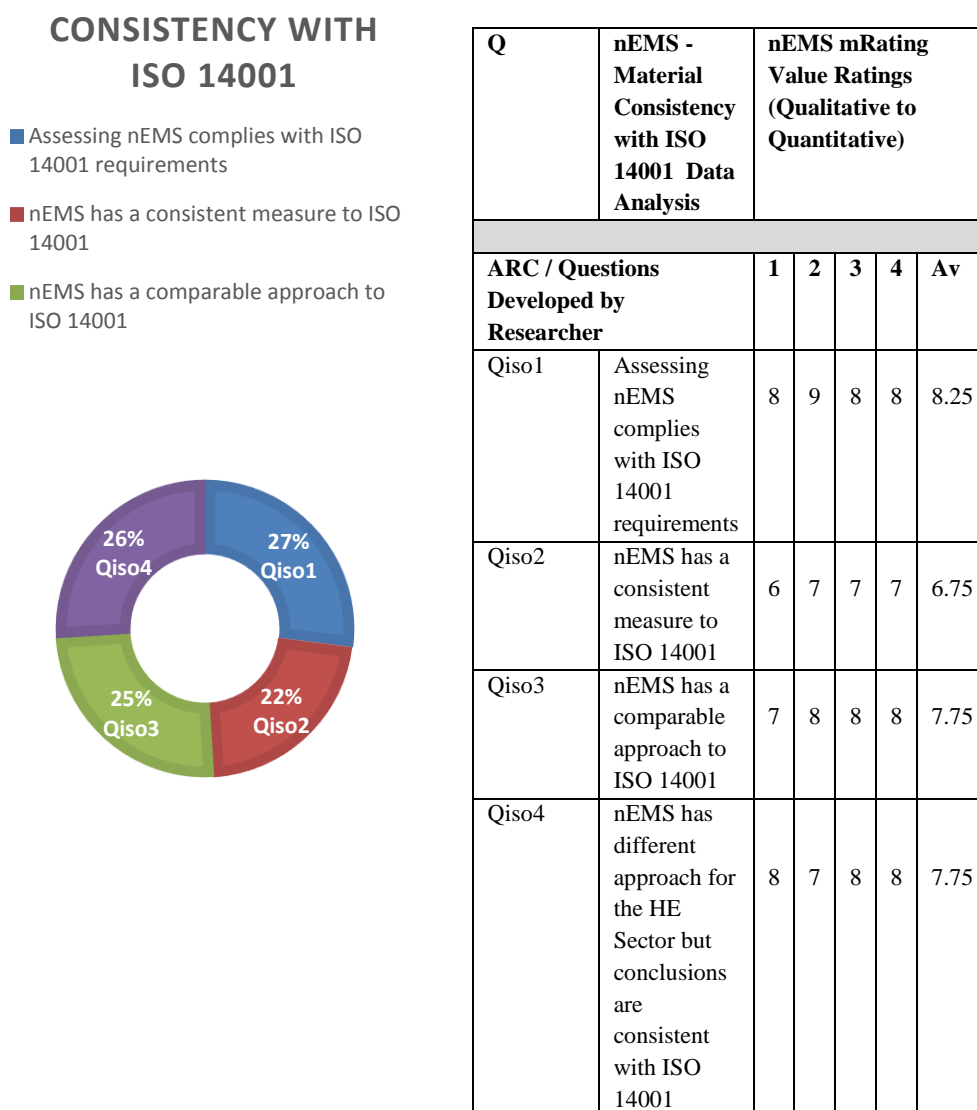 CONSISTENCY WITH
ISO 14001
Assessing nEMS complies with ISO
14001 requirements
nEMS has a consistent measure to ISO
14001
nEMS has a comparable approach to
ISO 14001
26%
Qiso4
27%
Qiso1
25%
Qiso3
22%
Qiso2
Q
nEMS -
Material
Consistency
with ISO
14001 Data
Analysis
nEMS mRating
Value Ratings
(Qualitative to
Quantitative)
ARC / Questions
Developed by
Researcher
1 2 3 4 Av
Qiso1
Assessing
nEMS
complies
with ISO
14001
requirements
8 9 8 8 8.25
Qiso2
nEMS has a
consistent
measure to
ISO 14001
6 7 7 7 6.75
Qiso3
nEMS has a
comparable
approach to
ISO 14001
7 8 8 8 7.75
Qiso4
nEMS has
different
approach for
the HE
Sector but
conclusions
are
consistent
with ISO
14001
8 7 8 8 7.75